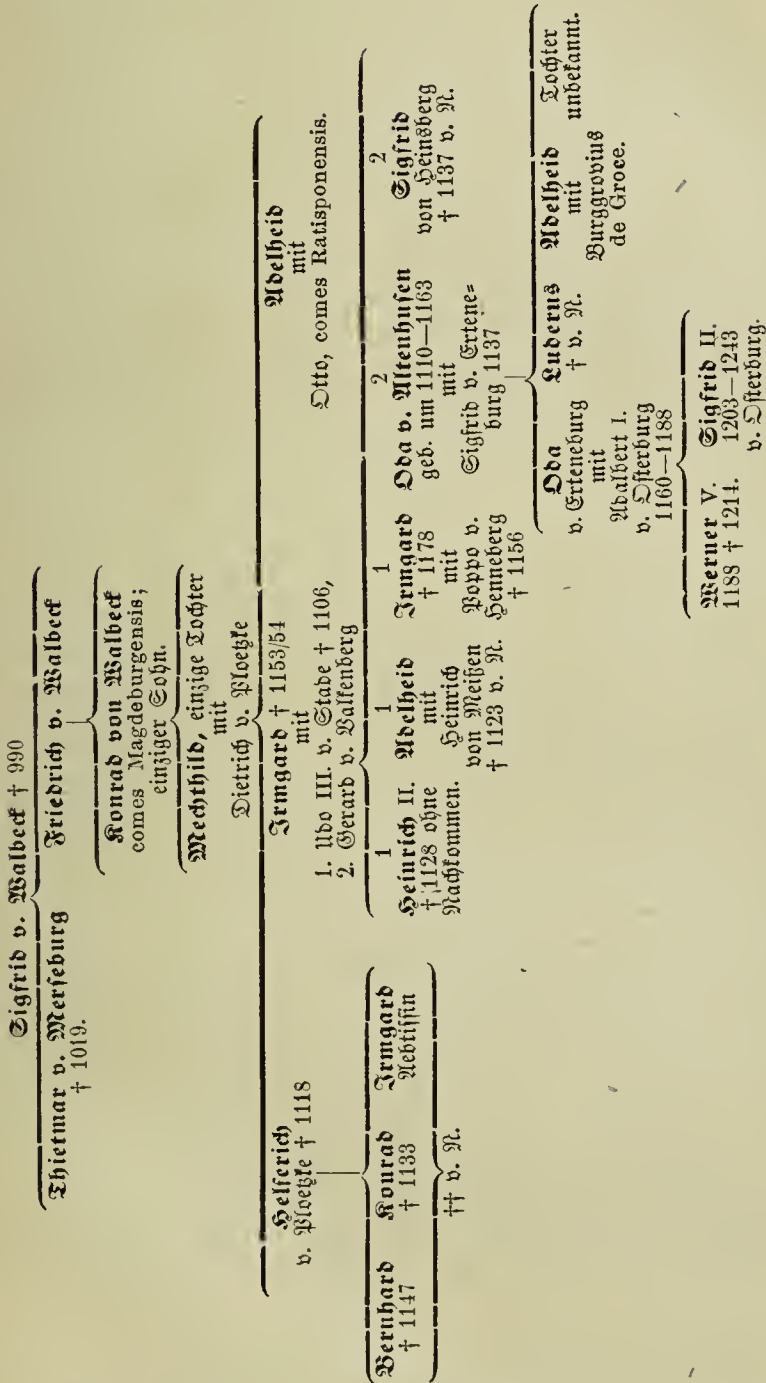 Sigfrid v. Walbeck † 990
Thietmar v. Merseburg
† 1019.
Friedrich v. Walbeck
Konrad von Walbeck
comes Magdeburgensis;
einziger Sohn.
Mechthild, einzige Tochter
mit
Dietrich v. Ploetzke
Helferich
v. Ploetzke † 1118
Irmgard † 1153/54
mit
1. Udo III. v. Stade † 1106,
2. Gerard v. Valkenberg
Adelheid
mit
Otto, comes Ratisponensis.
Bernhard
† 1147
Konrad
† 1133
Irmgard
Aebtissin
†† v. N.
1
Heinrich II.
† 1128 ohne
Nachkommen.
1
Adelheid
mit
Heinrich
von Meißen
† 1123 v. N.
1
Irmgard
† 1178
mit
Poppo v.
Henneberg
† 1156
2
Oda v. Altenhusen
geb. um 1110—1163
mit
Sigfrid v. Ertene⸗
burg 1137
2
Sigfrid
von Heinsberg
† 1137 v. N.
Oda
v. Erteneburg
mit
Adalbert I.
v. Osterburg
1160—1188
Luderus
† v. N.
Adelheid
mit
Burggrovius
de Groce.
Tochter
unbekannt.
Werner V.
1188 † 1214.
Sigfrid II.
1203—1243
v. Osterburg.